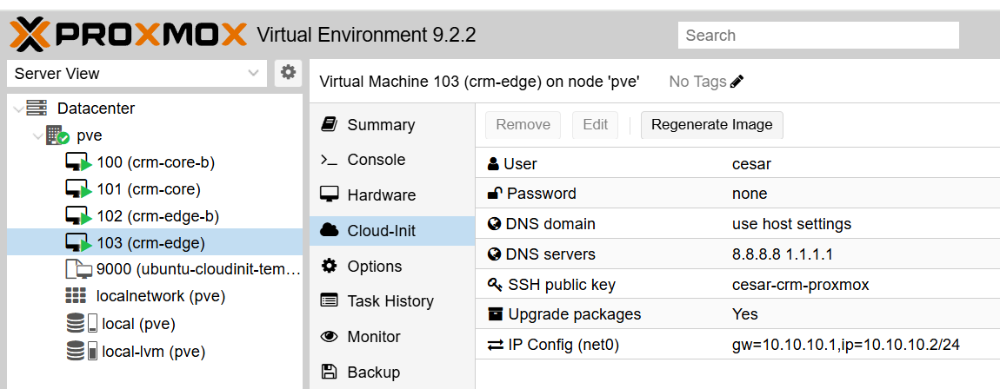 PROXMOX Virtual Environment 9.2.2
Search
Server View
Virtual Machine 103 (crm-edge) on node 'pve'
No Tags
Datacenter
pve
100 (crm-core-b)
101 (crm-core)
102 (crm-edge-b)
103 (crm-edge)
9000 (ubuntu-cloudinit-tem…
localnetwork (pve)
local (pve)
local-lvm (pve)
Summary
Console
Hardware
Cloud-Init
Options
Task History
Monitor
Backup
Remove
Edit
Regenerate Image
User cesar
Password none
DNS domain use host settings
DNS servers 8.8.8.8 1.1.1.1
SSH public key cesar-crm-proxmox
Upgrade packages Yes
IP Config (net0) gw=10.10.10.1,ip=10.10.10.2/24